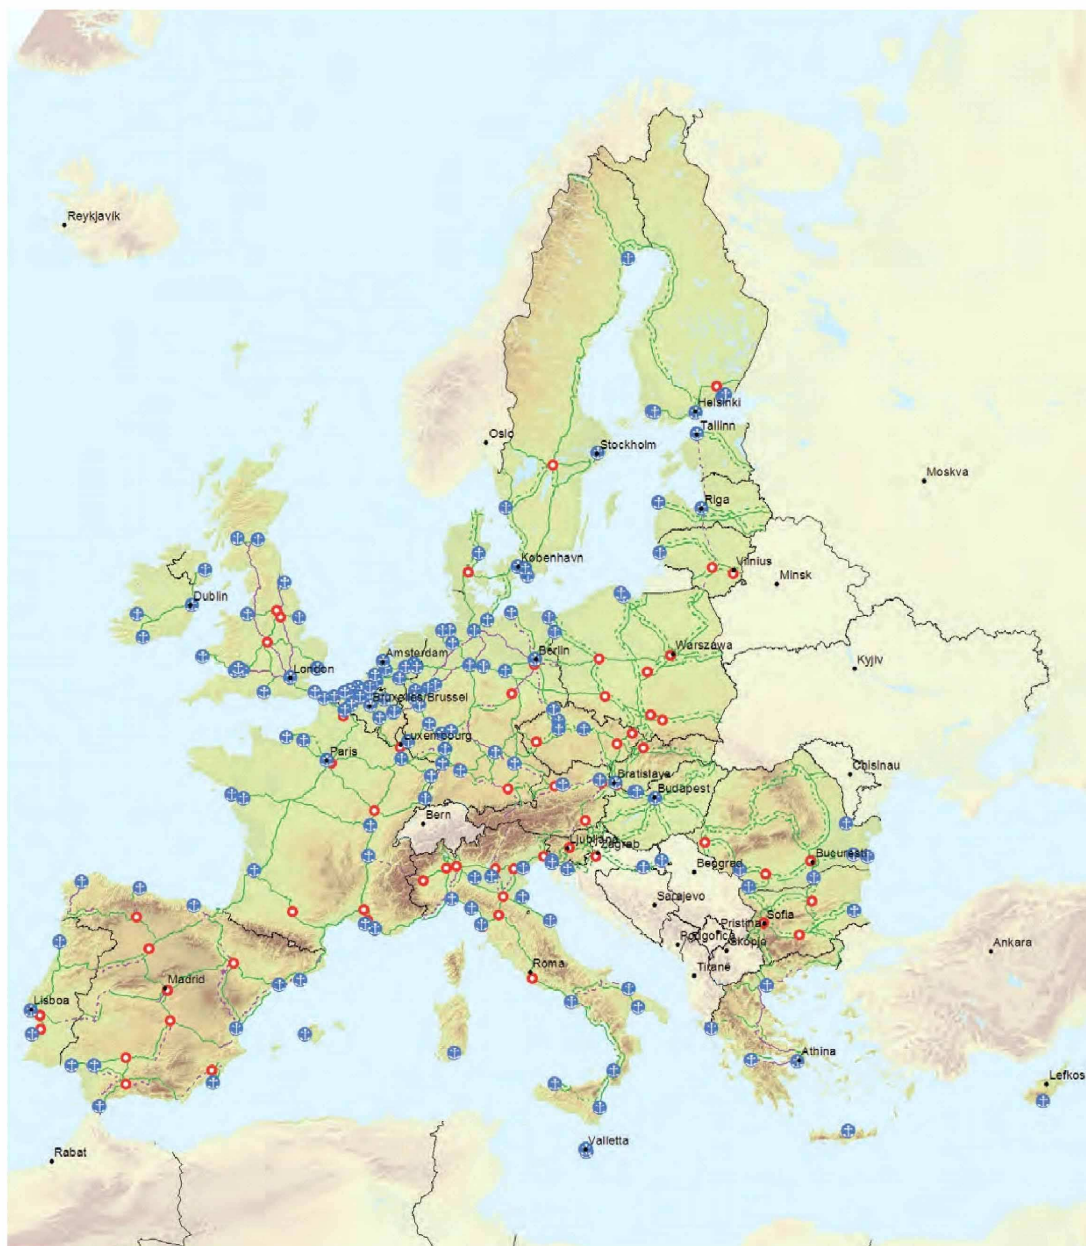 Reykjavík
Helsinki
Tallinn
Oslo
Stockholm
Moskva
Riga
København
Vilnius
Minsk
Dublin
Amsterdam
Berlin
Warszawa
London
Kyjiv
Bruxelles/Brussel
Luxembourg
Paris
Chisinau
Bratislava
Budapest
Bern
Ljubljana
Zagreb
Bucuresti
Beograd
Sarajevo
Pristina
Sofia
Podgorica
Skopje
Ankara
Roma
Tiranë
Madrid
Lisboa
Athina
Lefkos
Valletta
Rabat